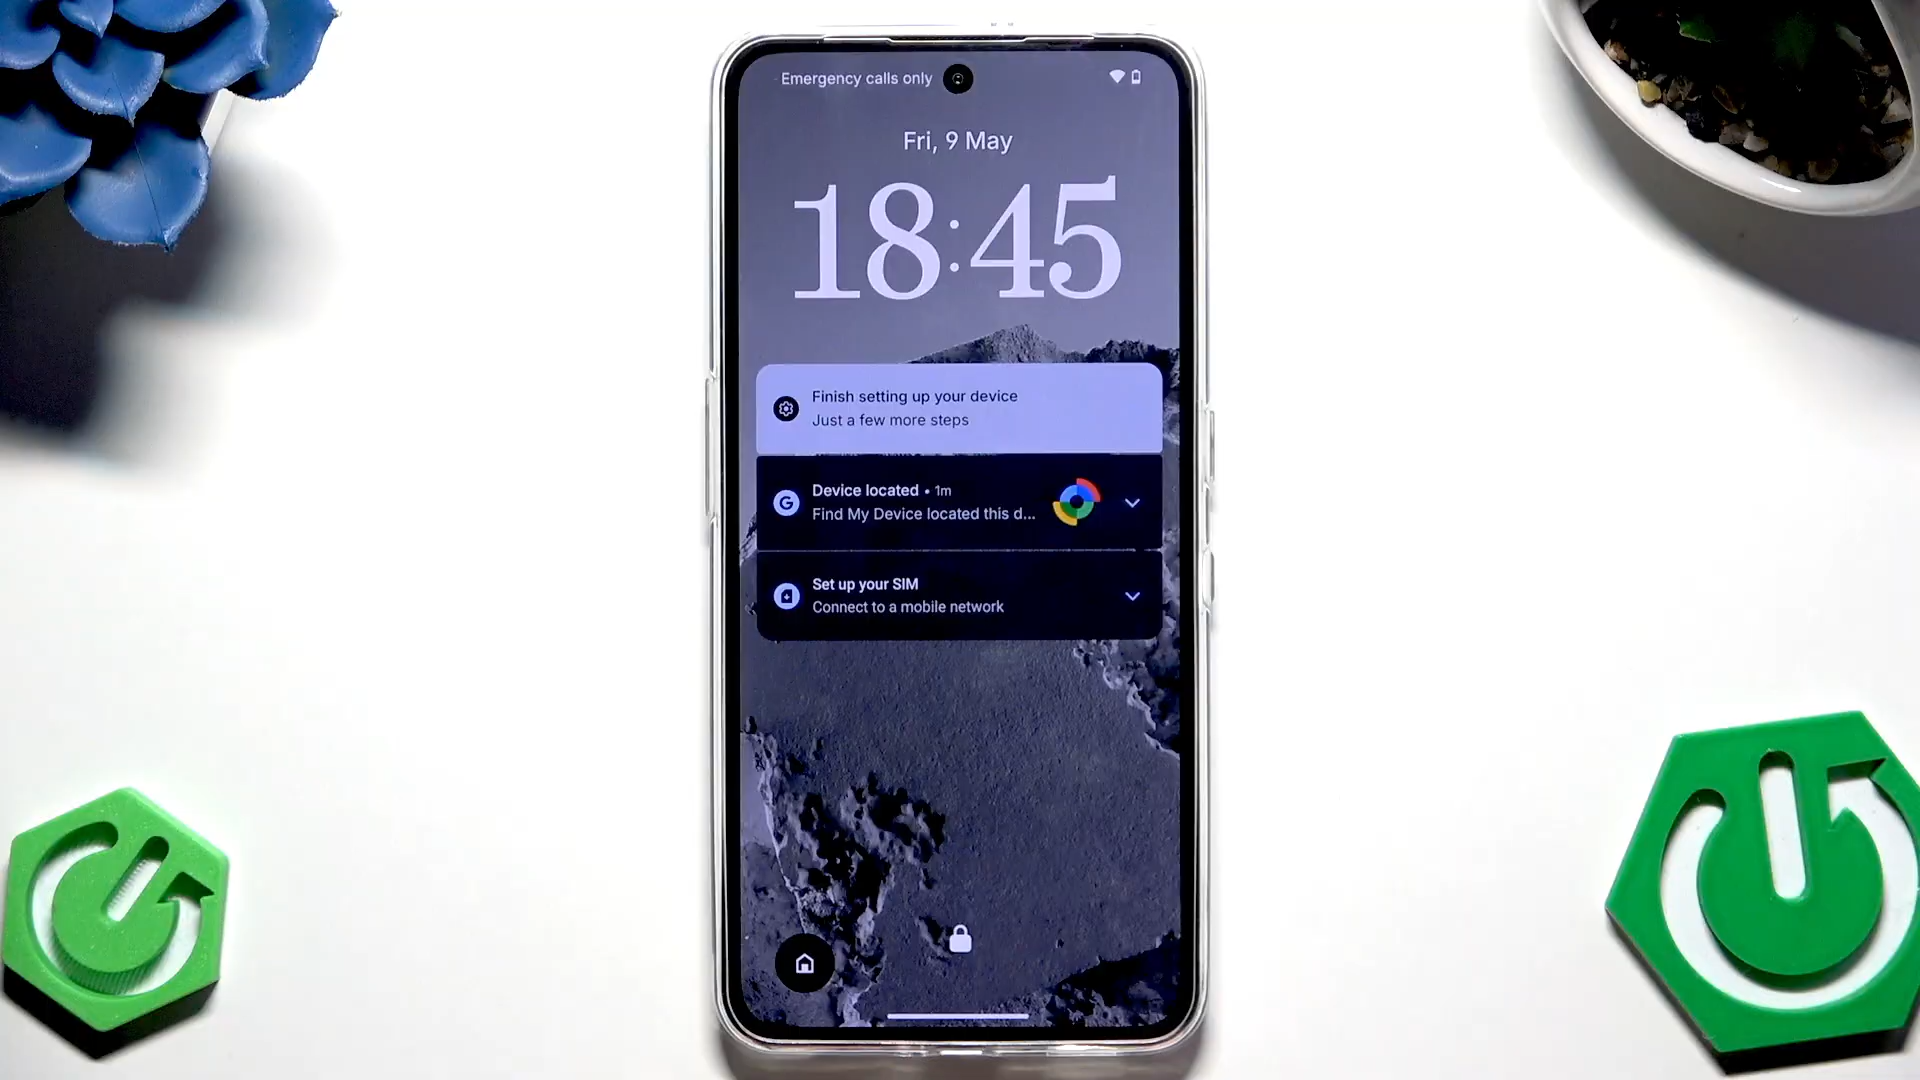 Emergency calls only
Fri, 9 May
18:45
Finish setting up your device
Just a few more steps
Device located • 1m
Find My Device located this d...
Set up your SIM
Connect to a mobile network